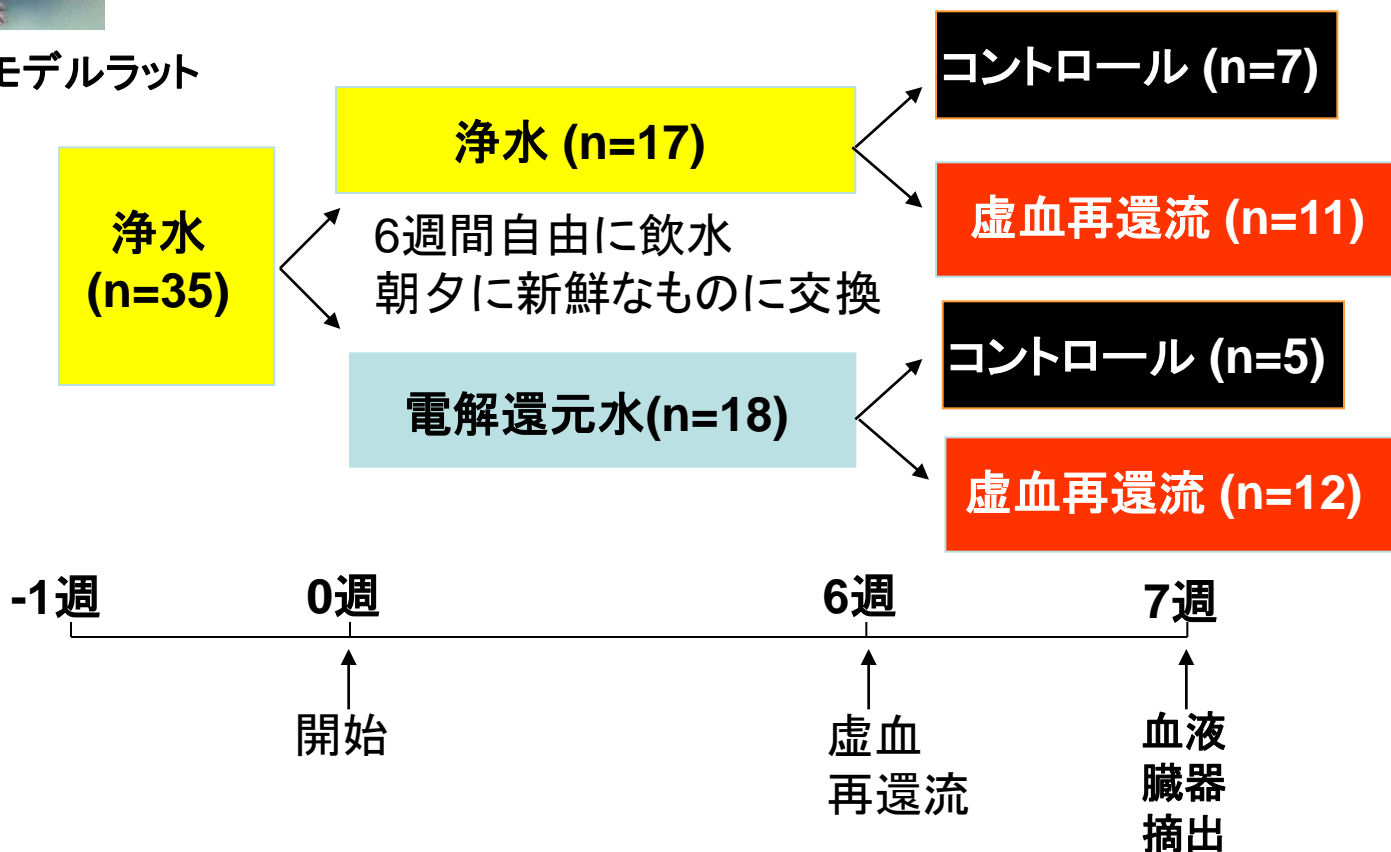 モデルラット
浄水
(n=35)
浄水 (n=17)
6週間自由に飲水
朝夕に新鮮なものに交換
電解還元水(n=18)
コントロール (n=7)
虚血再還流 (n=11)
コントロール (n=5)
虚血再還流 (n=12)
-1週
0週
6週
7週
開始
虚血
再還流
血液
臓器
摘出